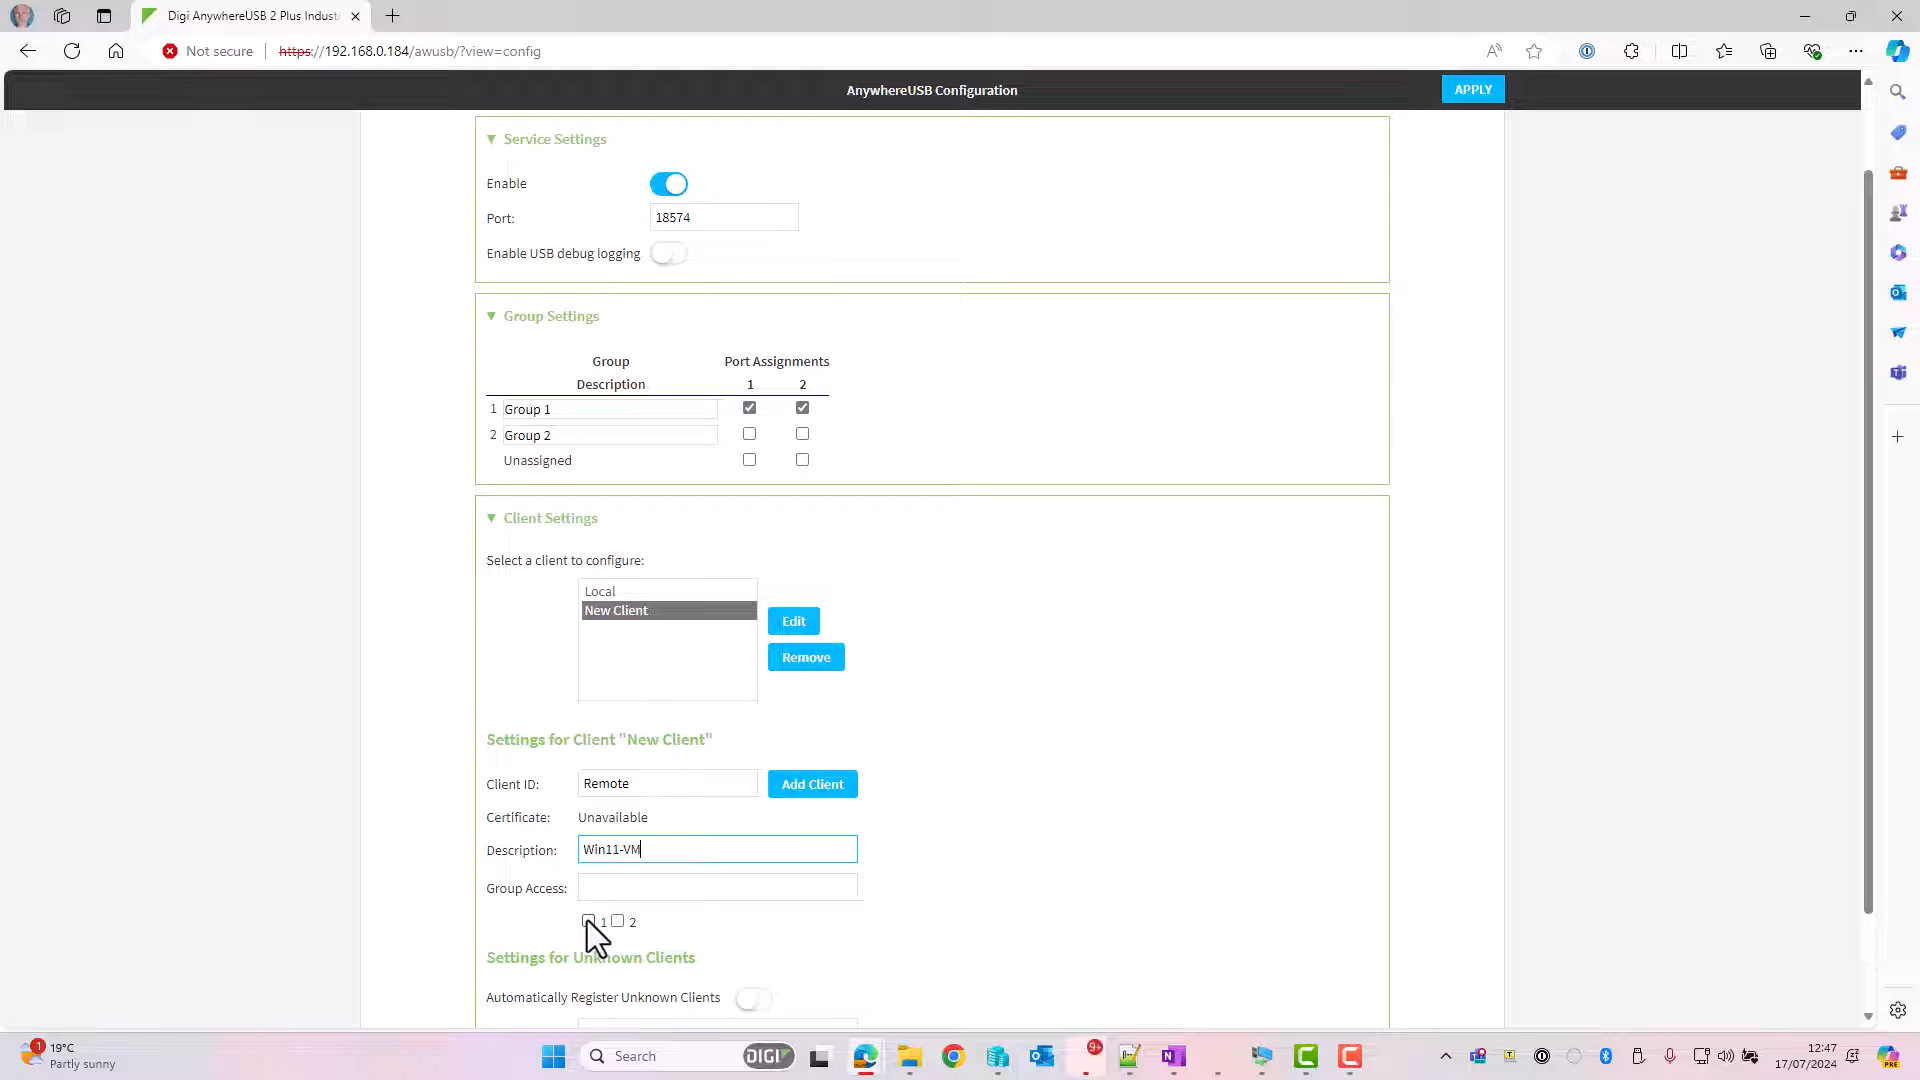 Digi AnywhereUSB 2 Plus Indust
Not secure
https://192.168.0.184/awusb/?view=config
AnywhereUSB Configuration
APPLY
Service Settings
Enable
Port:
18574
Enable USB debug logging
Group Settings
Group
Port Assignments
Description
1
2
1
Group 1
2
Group 2
Unassigned
Client Settings
Select a client to configure:
Local
New Client
Edit
Remove
Settings for Client "New Client"
Client ID:
Remote
Add Client
Certificate:
Unavailable
Description:
Win11-VM
Group Access:
1
2
Settings for Unknown Clients
Automatically Register Unknown Clients
1
19°C
Partly sunny
Search
DIGI
9+
12:47
17/07/2024
PRE